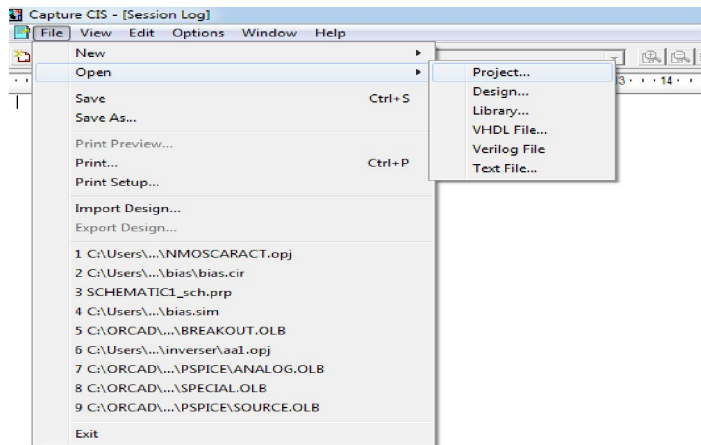 Capture CIS - [Session Log]
File View Edit Options Window Help
New
Open
Save Ctrl+S
Save As...
Print Preview...
Print... Ctrl+P
Print Setup...
Import Design...
Export Design...
1 C:\Users\...\NMOSCARACT.opj
2 C:\Users\...\bias\bias.cir
3 SCHEMATIC1_sch.prp
4 C:\Users\...\bias.sim
5 C:\ORCAD\...\BREAKOUT.OLB
6 C:\Users\...\inverser\aa1.opj
7 C:\ORCAD\...\PSPICE\ANALOG.OLB
8 C:\ORCAD\...\SPECIAL.OLB
9 C:\ORCAD\...\PSPICE\SOURCE.OLB
Exit
Project...
Design...
Library...
VHDL File...
Verilog File
Text File...
3 · · · 14 · ·